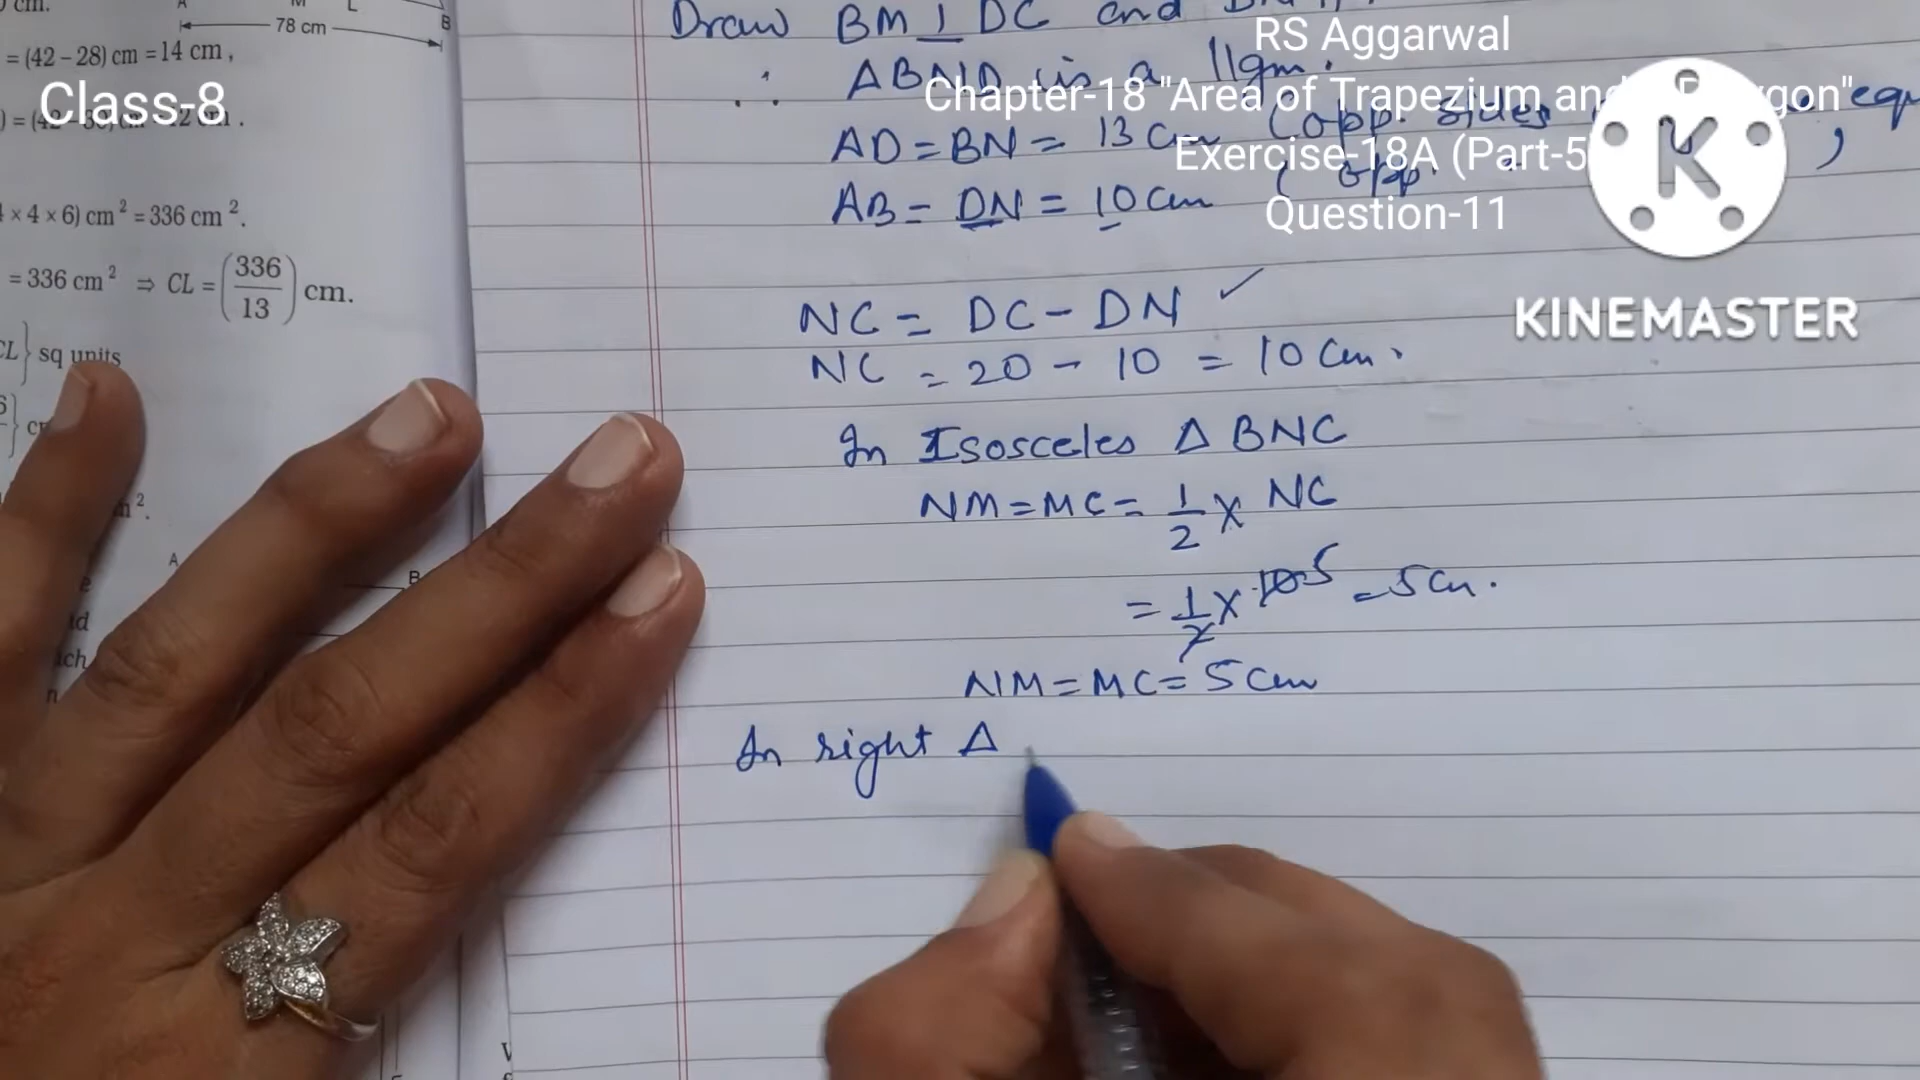 cm.
A M L B
78 cm
= (42 – 28) cm = 14 cm ,
Class-8
× 4 × 6) cm² = 336 cm².
= 336 cm² ⇒ CL = (336/13) cm.
CL} sq units
A
B
Draw BM ⊥ DC and
RS Aggarwal
∴ ABND is a llgm.
Chapter-18 "Area of Trapezium and
AD = BN = 13 cm (opp. sides
Exercise-18A (Part-5
AB = DN = 10 cm (opp.
Question-11
K
KINEMASTER
NC = DC – DN ✓
NC = 20 – 10 = 10 cm.
In Isosceles Δ BNC
NM = MC = 1/2 × NC
= 1/2 × 10 5 = 5 cm.
NM = MC = 5 cm
In right Δ